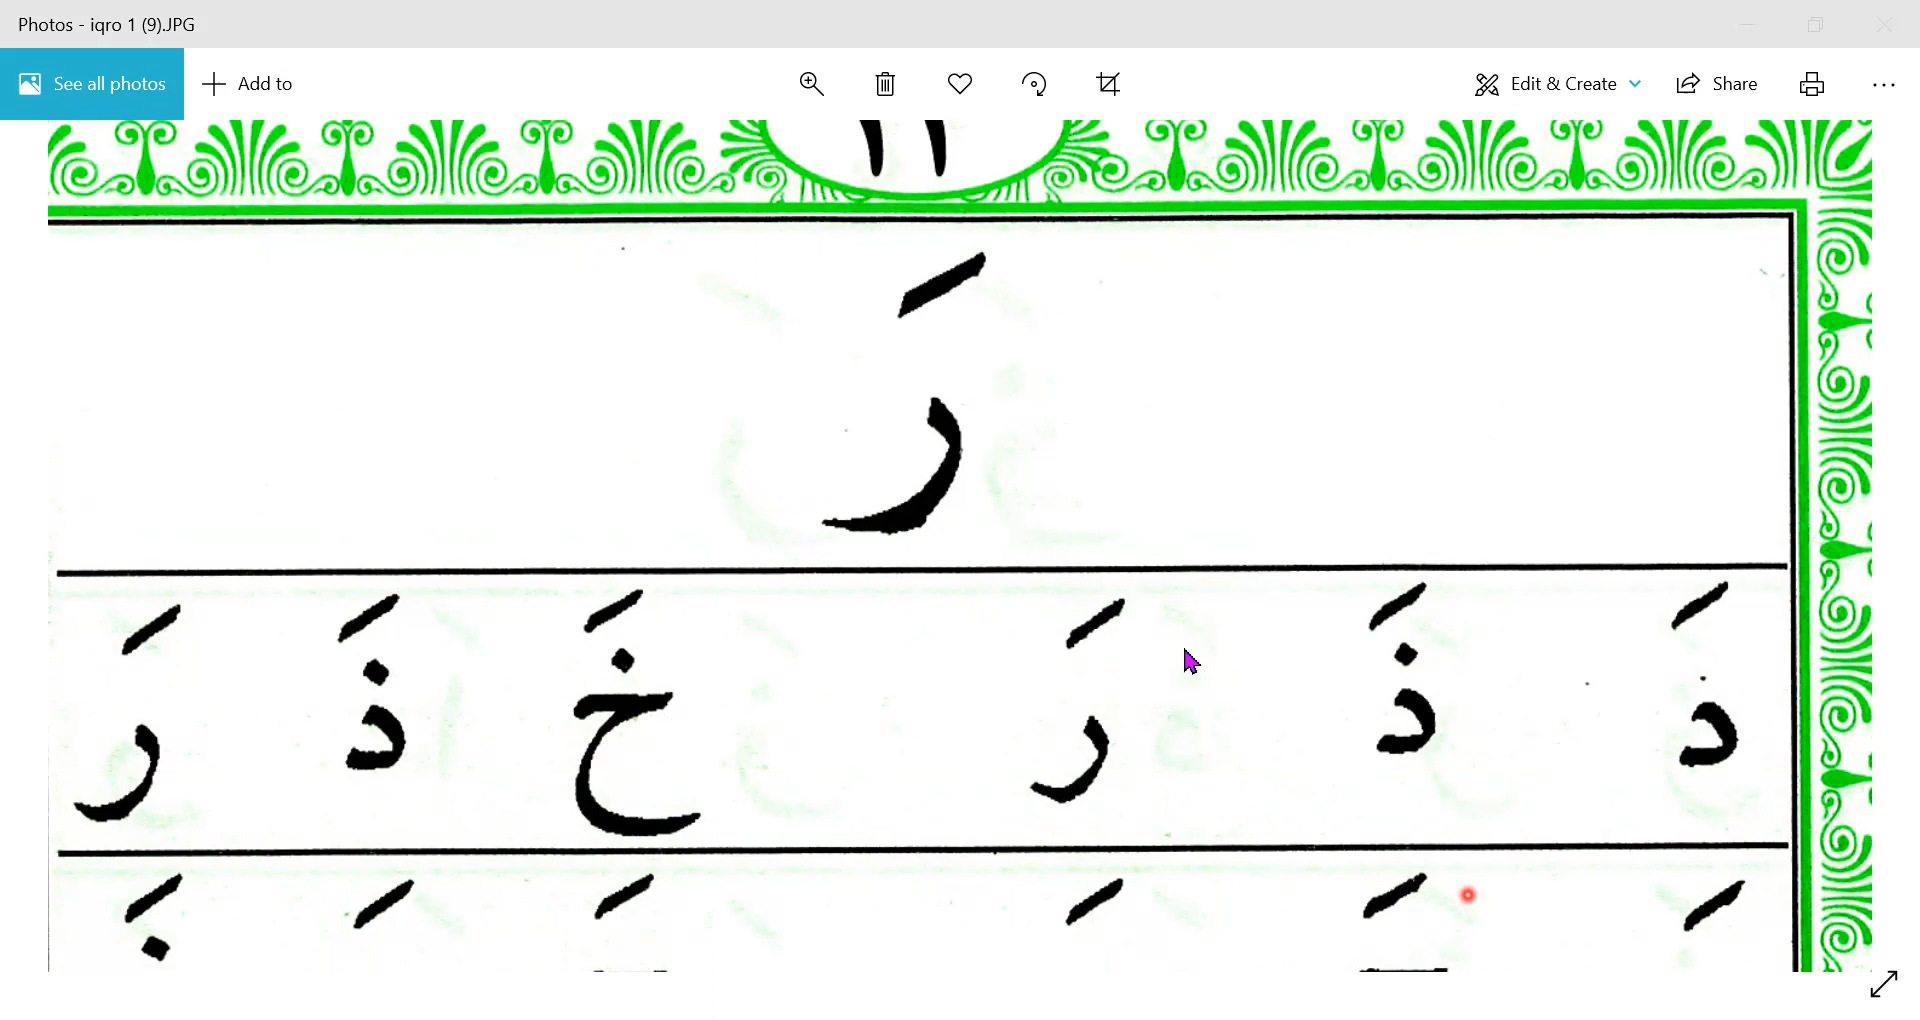 Photos - iqro 1 (9).JPG
See all photos
Add to
Edit & Create
Share
١١
رَ
دَ ذَ رَ خَ ذَ رَ